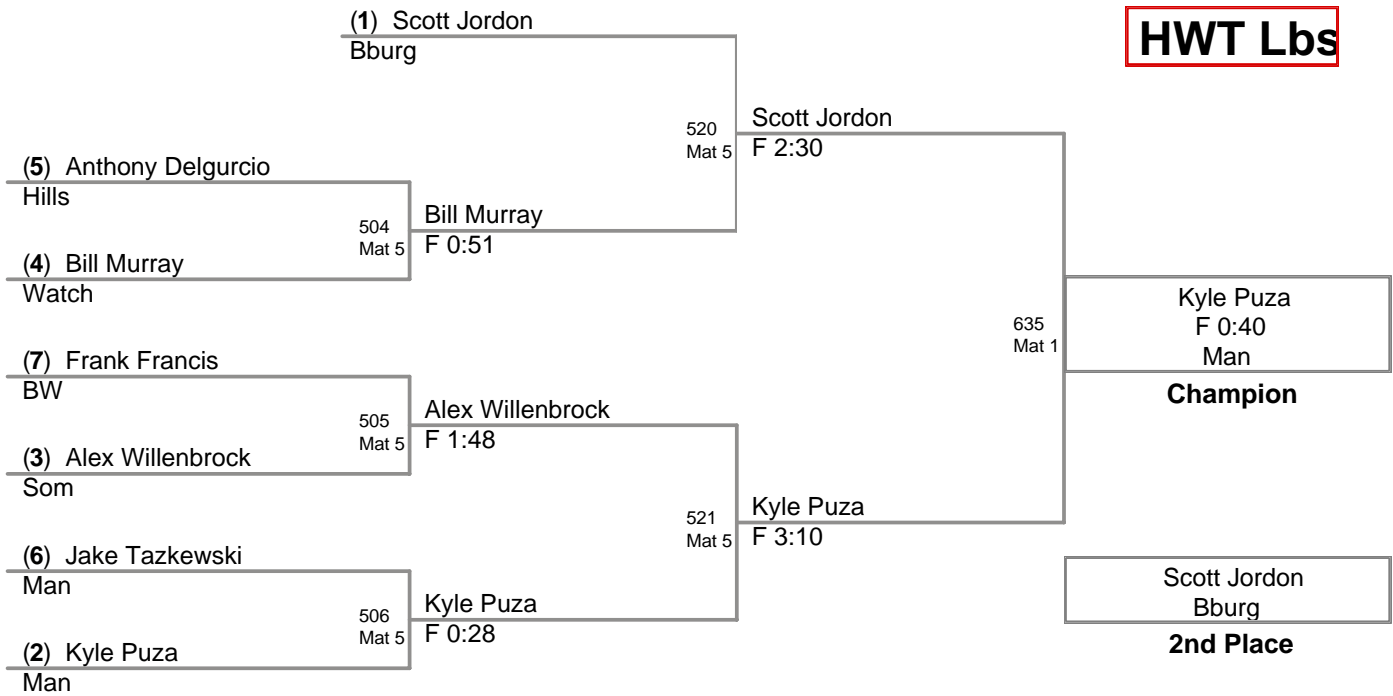 (1) Scott Jordon
Bburg
HWT Lbs
520
Mat 5
Scott Jordon
F 2:30
(5) Anthony Delgurcio
Hills
504
Mat 5
Bill Murray
F 0:51
(4) Bill Murray
Watch
Kyle Puza
F 0:40
Man
Champion
635
Mat 1
(7) Frank Francis
BW
505
Mat 5
Alex Willenbrock
F 1:48
(3) Alex Willenbrock
Som
521
Mat 5
Kyle Puza
F 3:10
(6) Jake Tazkewski
Man
506
Mat 5
Kyle Puza
F 0:28
(2) Kyle Puza
Man
Scott Jordon
Bburg
2nd Place